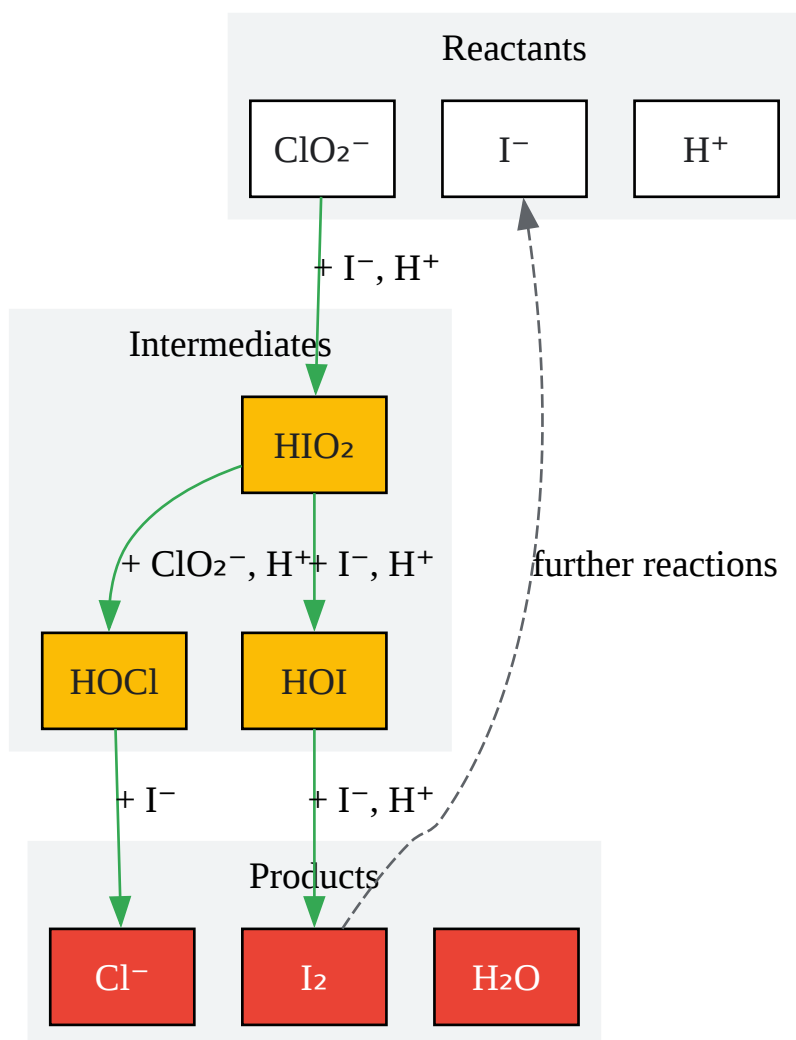 Reactants
ClO₂⁻
I⁻
H⁺
+ I⁻, H⁺
Intermediates
HIO₂
+ ClO₂⁻, H⁺
+ I⁻, H⁺
further reactions
HOCl
HOI
+ I⁻
+ I⁻, H⁺
Products
Cl⁻
I₂
H₂O